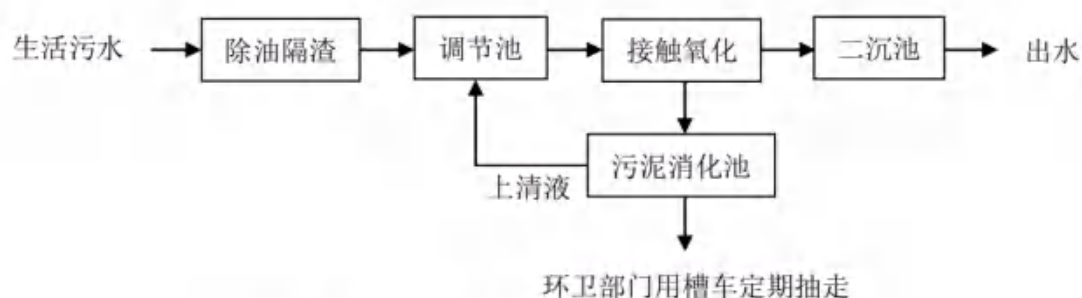 生活污水
除油隔渣
调节池
接触氧化
二沉池
出水
污泥消化池
上清液
环卫部门用槽车定期抽走